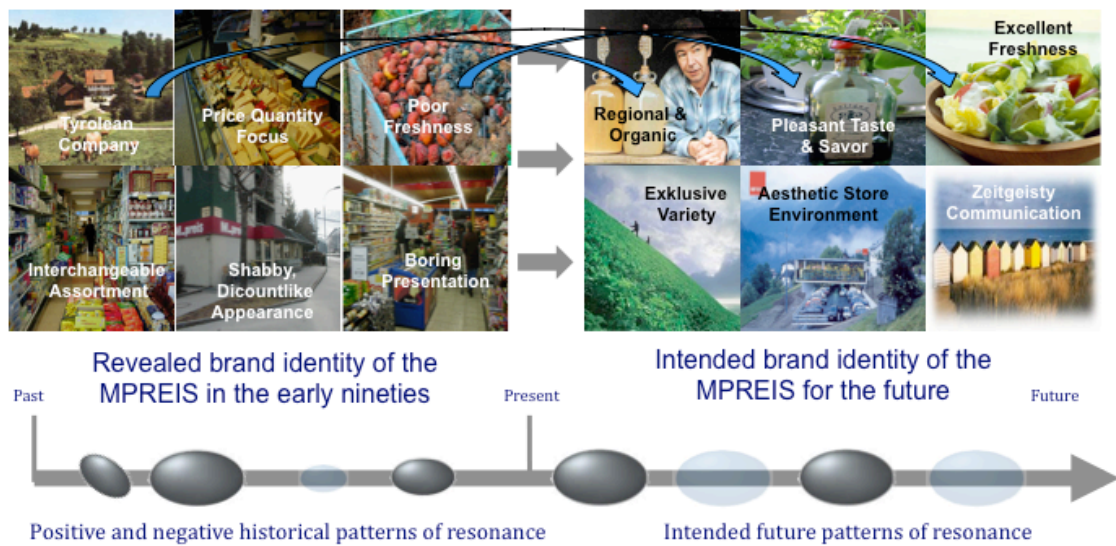 Tyrolean
Company
Price Quantity
Focus
Poor
Freshness
Regional &
Organic
Pleasant Taste
& Savor
Excellent
Freshness
Interchangeable
Assortment
Shabby,
Dicountlike
Appearance
Boring
Presentation
Exklusive
Variety
Aesthetic Store
Environment
Zeitgeisty
Communication
Revealed brand identity of the
MPREIS in the early nineties
Intended brand identity of the
MPREIS for the future
Past
Present
Future
Positive and negative historical patterns of resonance
Intended future patterns of resonance